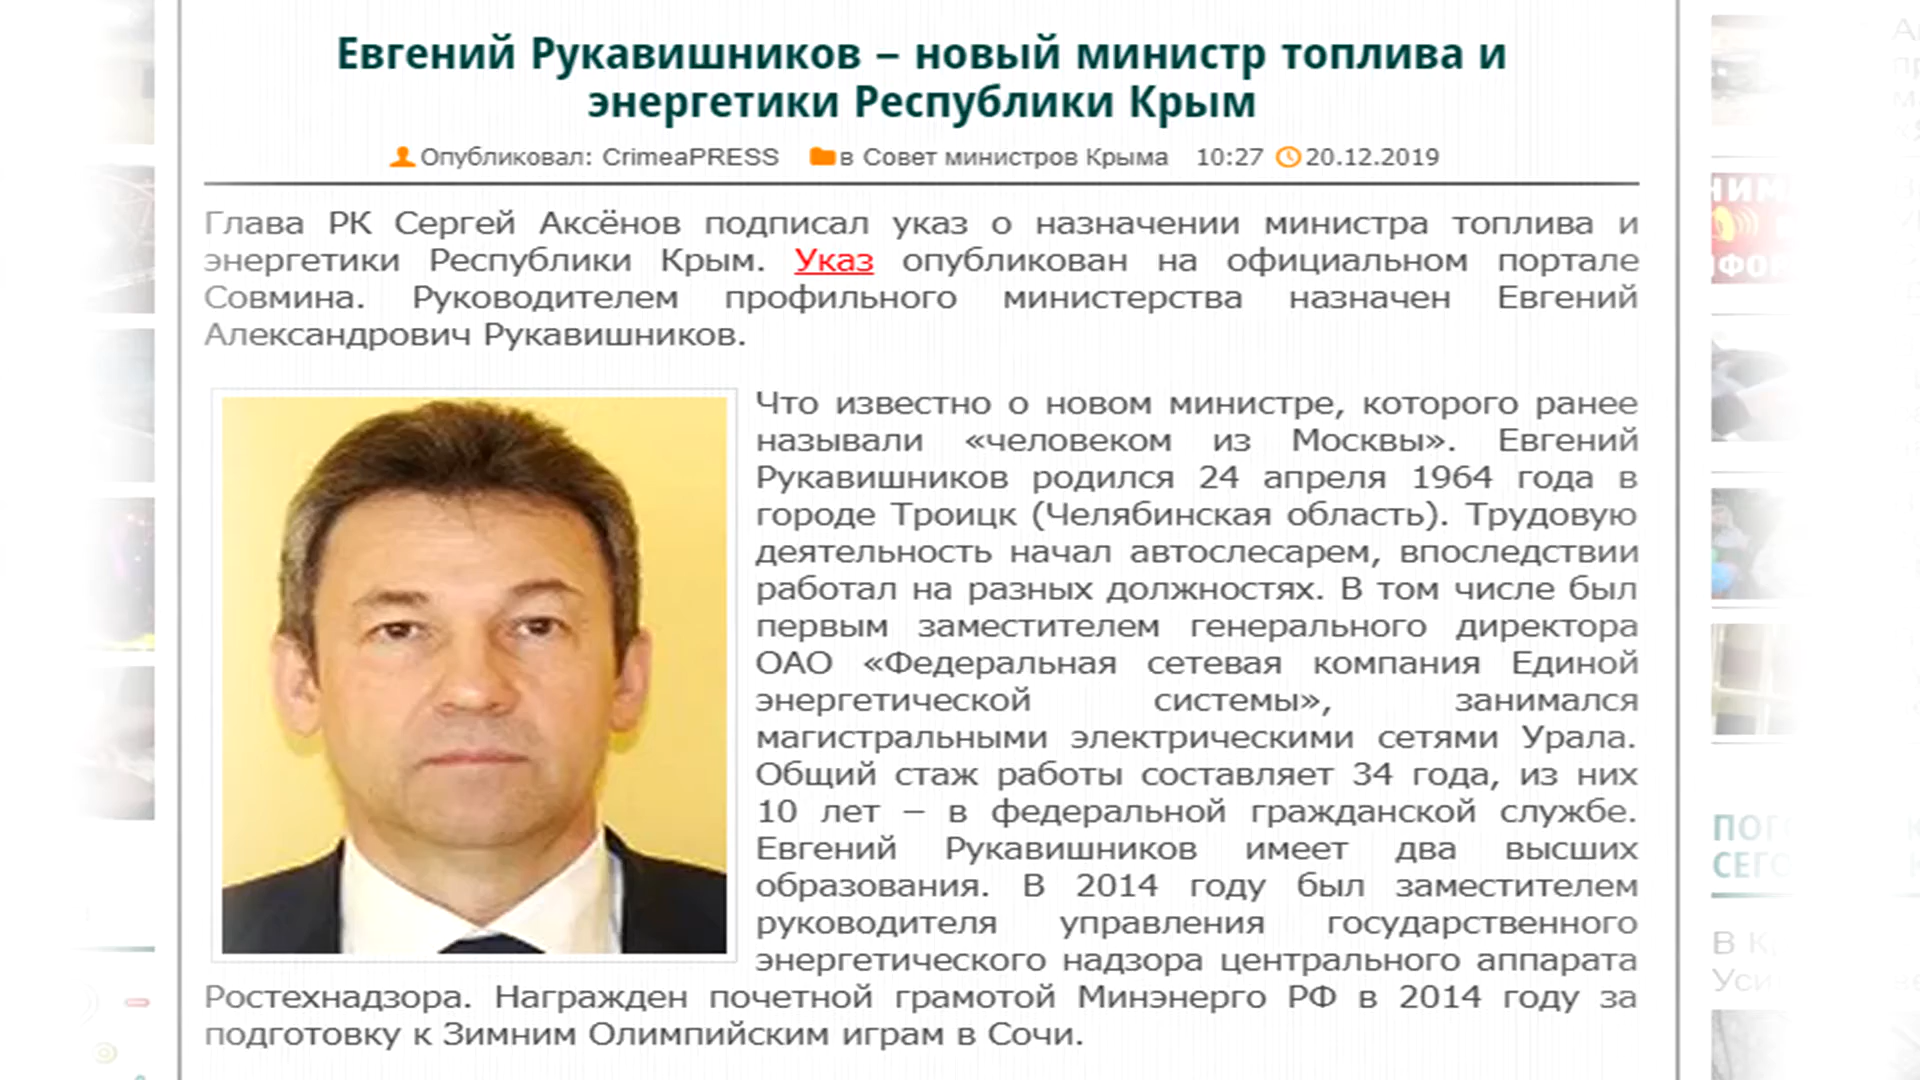 Евгений Рукавишников – новый министр топлива и
энергетики Республики Крым
Опубликовал: CrimeaPRESS в Совет министров Крыма 10:27 20.12.2019
Глава РК Сергей Аксёнов подписал указ о назначении министра топлива и
энергетики Республики Крым. Указ опубликован на официальном портале
Совмина. Руководителем профильного министерства назначен Евгений
Александрович Рукавишников.
Что известно о новом министре, которого ранее
называли «человеком из Москвы». Евгений
Рукавишников родился 24 апреля 1964 года в
городе Троицк (Челябинская область). Трудовую
деятельность начал автослесарем, впоследствии
работал на разных должностях. В том числе был
первым заместителем генерального директора
ОАО «Федеральная сетевая компания Единой
энергетической системы», занимался
магистральными электрическими сетями Урала.
Общий стаж работы составляет 34 года, из них
10 лет – в федеральной гражданской службе.
Евгений Рукавишников имеет два высших
образования. В 2014 году был заместителем
руководителя управления государственного
энергетического надзора центрального аппарата
Ростехнадзора. Награжден почетной грамотой Минэнерго РФ в 2014 году за
подготовку к Зимним Олимпийским играм в Сочи.